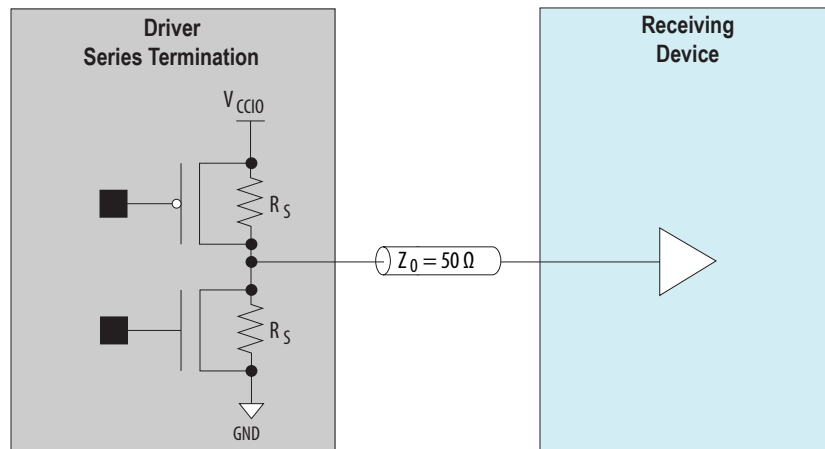 Driver
Series Termination
Receiving
Device
V CCIO
R S
Z 0 = 50 Ω
R S
GND